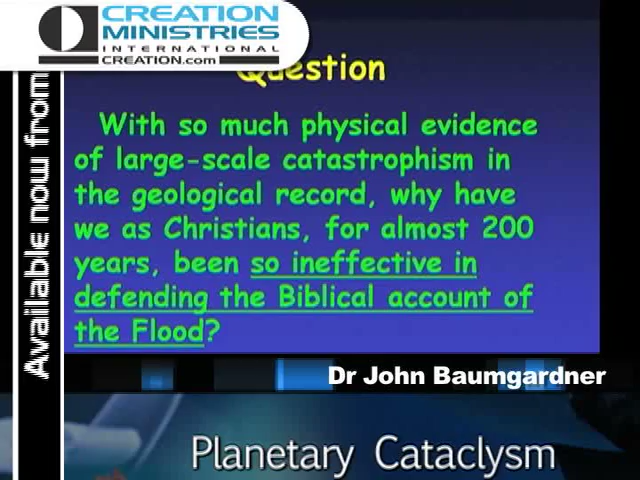 CREATION
MINISTRIES
INTERNATIONAL
CREATION.com
Available now from
Question
With so much physical evidence
of large-scale catastrophism in
the geological record, why have
we as Christians, for almost 200
years, been so ineffective in
defending the Biblical account of
the Flood?
Dr John Baumgardner
Planetary Cataclysm